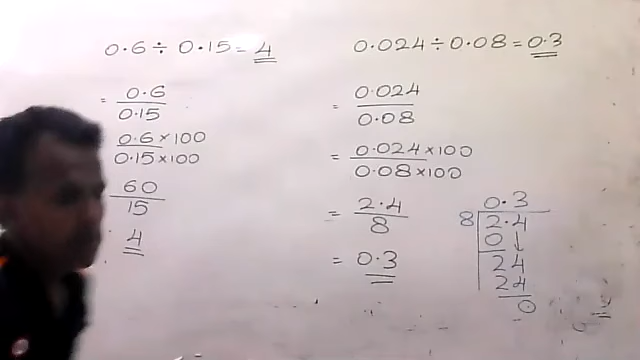 0.6 ÷ 0.15 = 4
= 0.6
0.15
0.6 × 100
0.15 × 100
60
15
4
0.024 ÷ 0.08 = 0.3
= 0.024
0.08
= 0.024 × 100
0.08 × 100
= 2.4
8
= 0.3
0.3
8 2.4
0 ↓
24
24
0